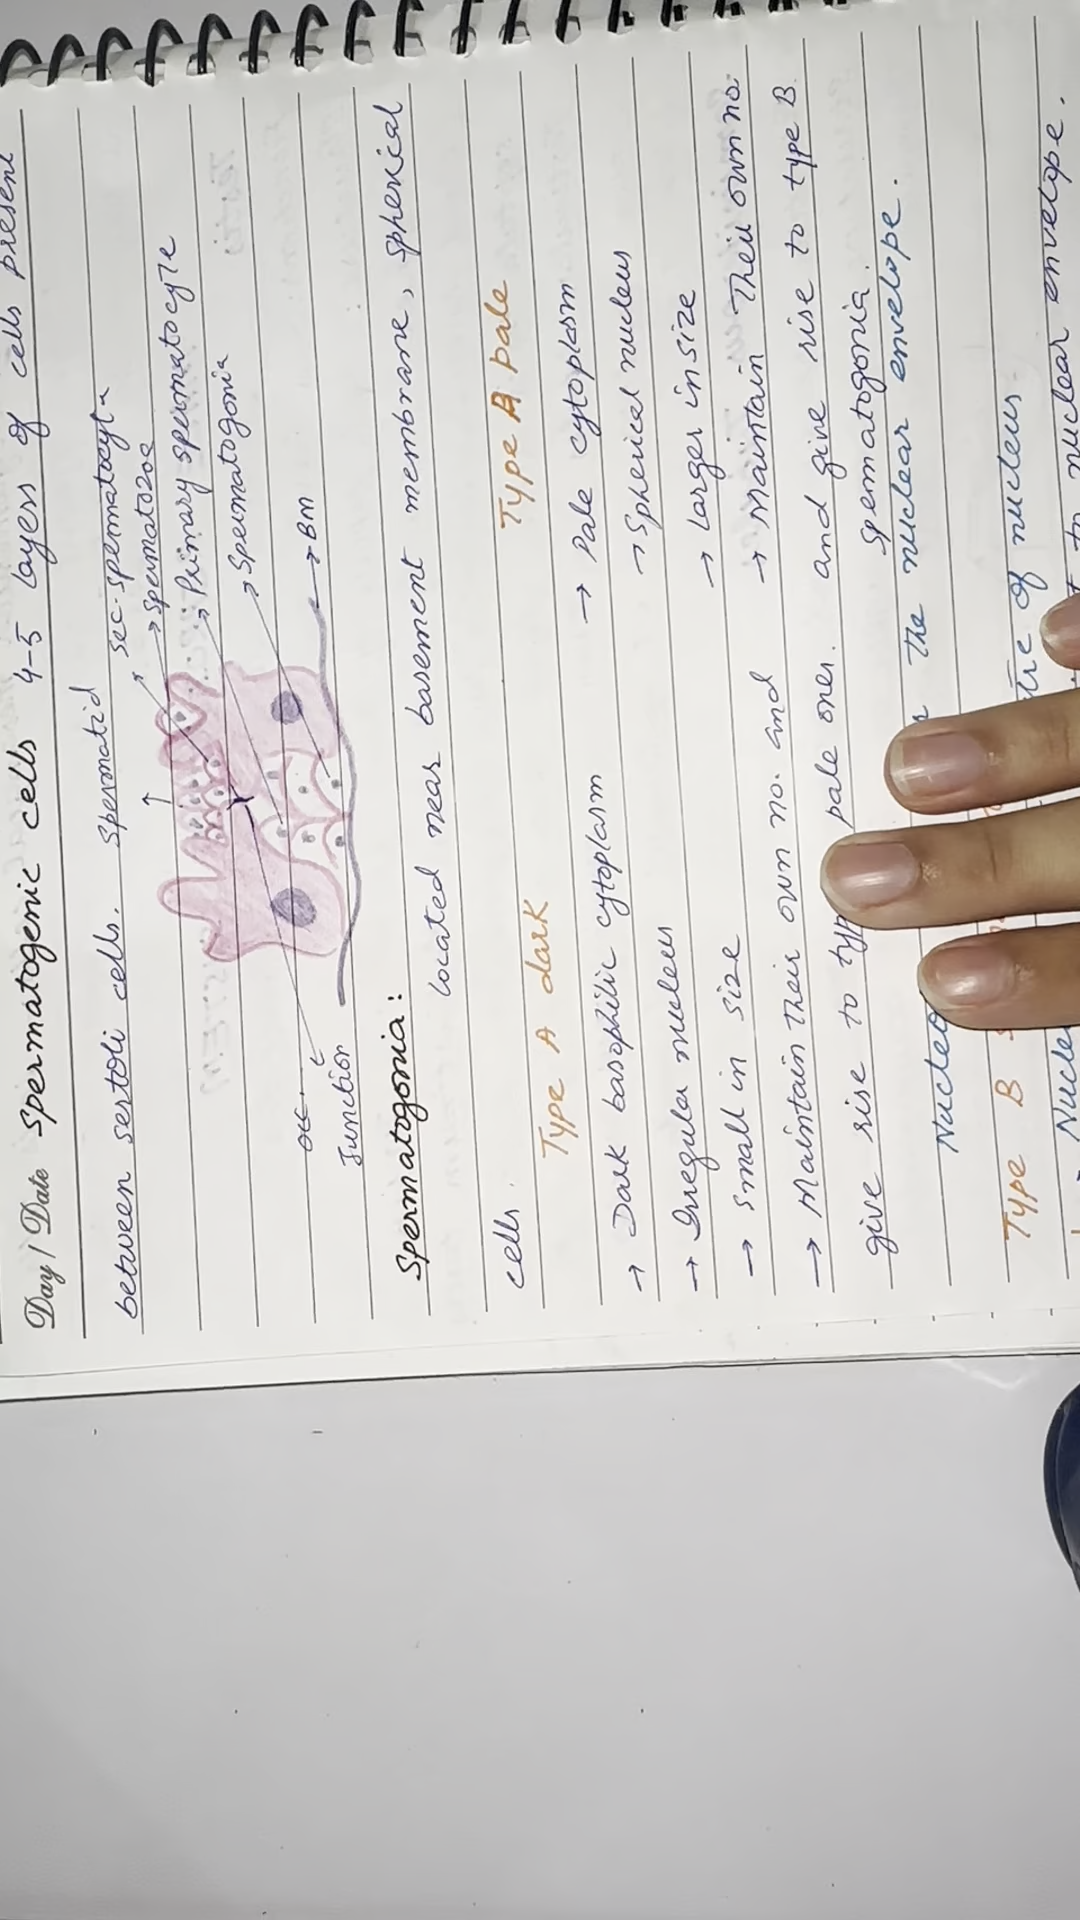 Day / Date Spermatogenic cells 4-5 layers of cells present
between sertoli cells.
Spermatid
sec. spermatocyte
Spermatozoa
Primary spermatocyte
Spermatogonia
BM
Junction
Spermatogonia:
located near basement membrane, spherical
cells.
Type A dark
→ Dark basophilic cytoplasm
→ Irregular nucleus
→ small in size
→ Maintain their own no. and
give rise to pale ones.
Type A pale
→ Pale cytoplasm
→ Spherical nucleus
→ Larger in size
→ Maintain Their own no.
and give rise to type B
spermatogonia.
the nuclear envelope.
Type B
of nucleus.
nuclear envelope.